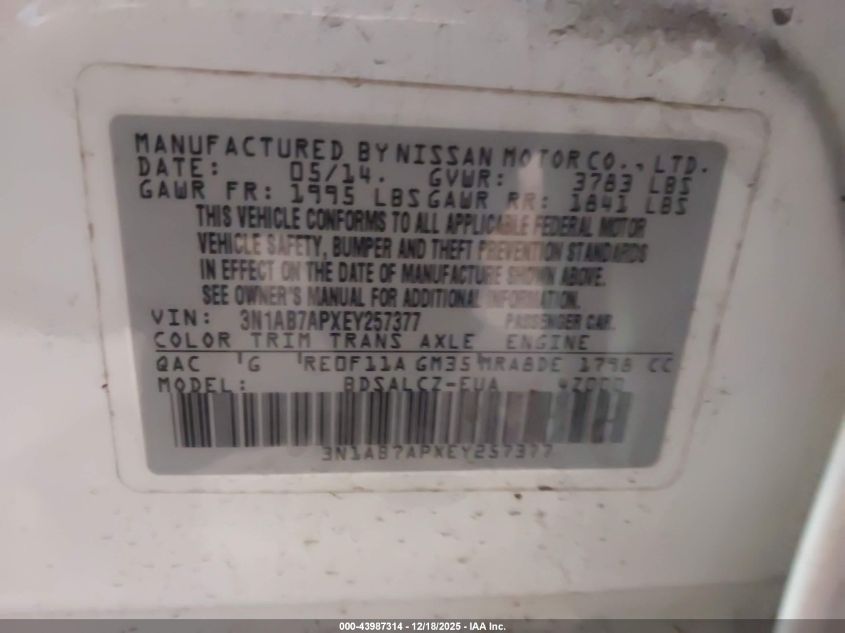 MANUFACTURED BY NISSAN MOTOR CO., LTD.
DATE: 05/14. GVWR: 3783 LBS
GAWR FR: 1995 LBS GAWR RR: 1841 LBS
THIS VEHICLE CONFORMS TO ALL APPLICABLE FEDERAL MOTOR
VEHICLE SAFETY, BUMPER AND THEFT PREVENTION STANDARDS
IN EFFECT ON THE DATE OF MANUFACTURE SHOWN ABOVE.
SEE OWNER'S MANUAL FOR ADDITIONAL INFORMATION.
VIN: 3N1AB7APXEY257377 PASSENGER CAR.
COLOR TRIM TRANS AXLE ENGINE
QAC G RE0F11A GM35 MRA8DE 1798 CC
MODEL: BDSALCZ-EUA
3N1AB7APXEY257377
000-43987314 - 12/18/2025 - IAA Inc.